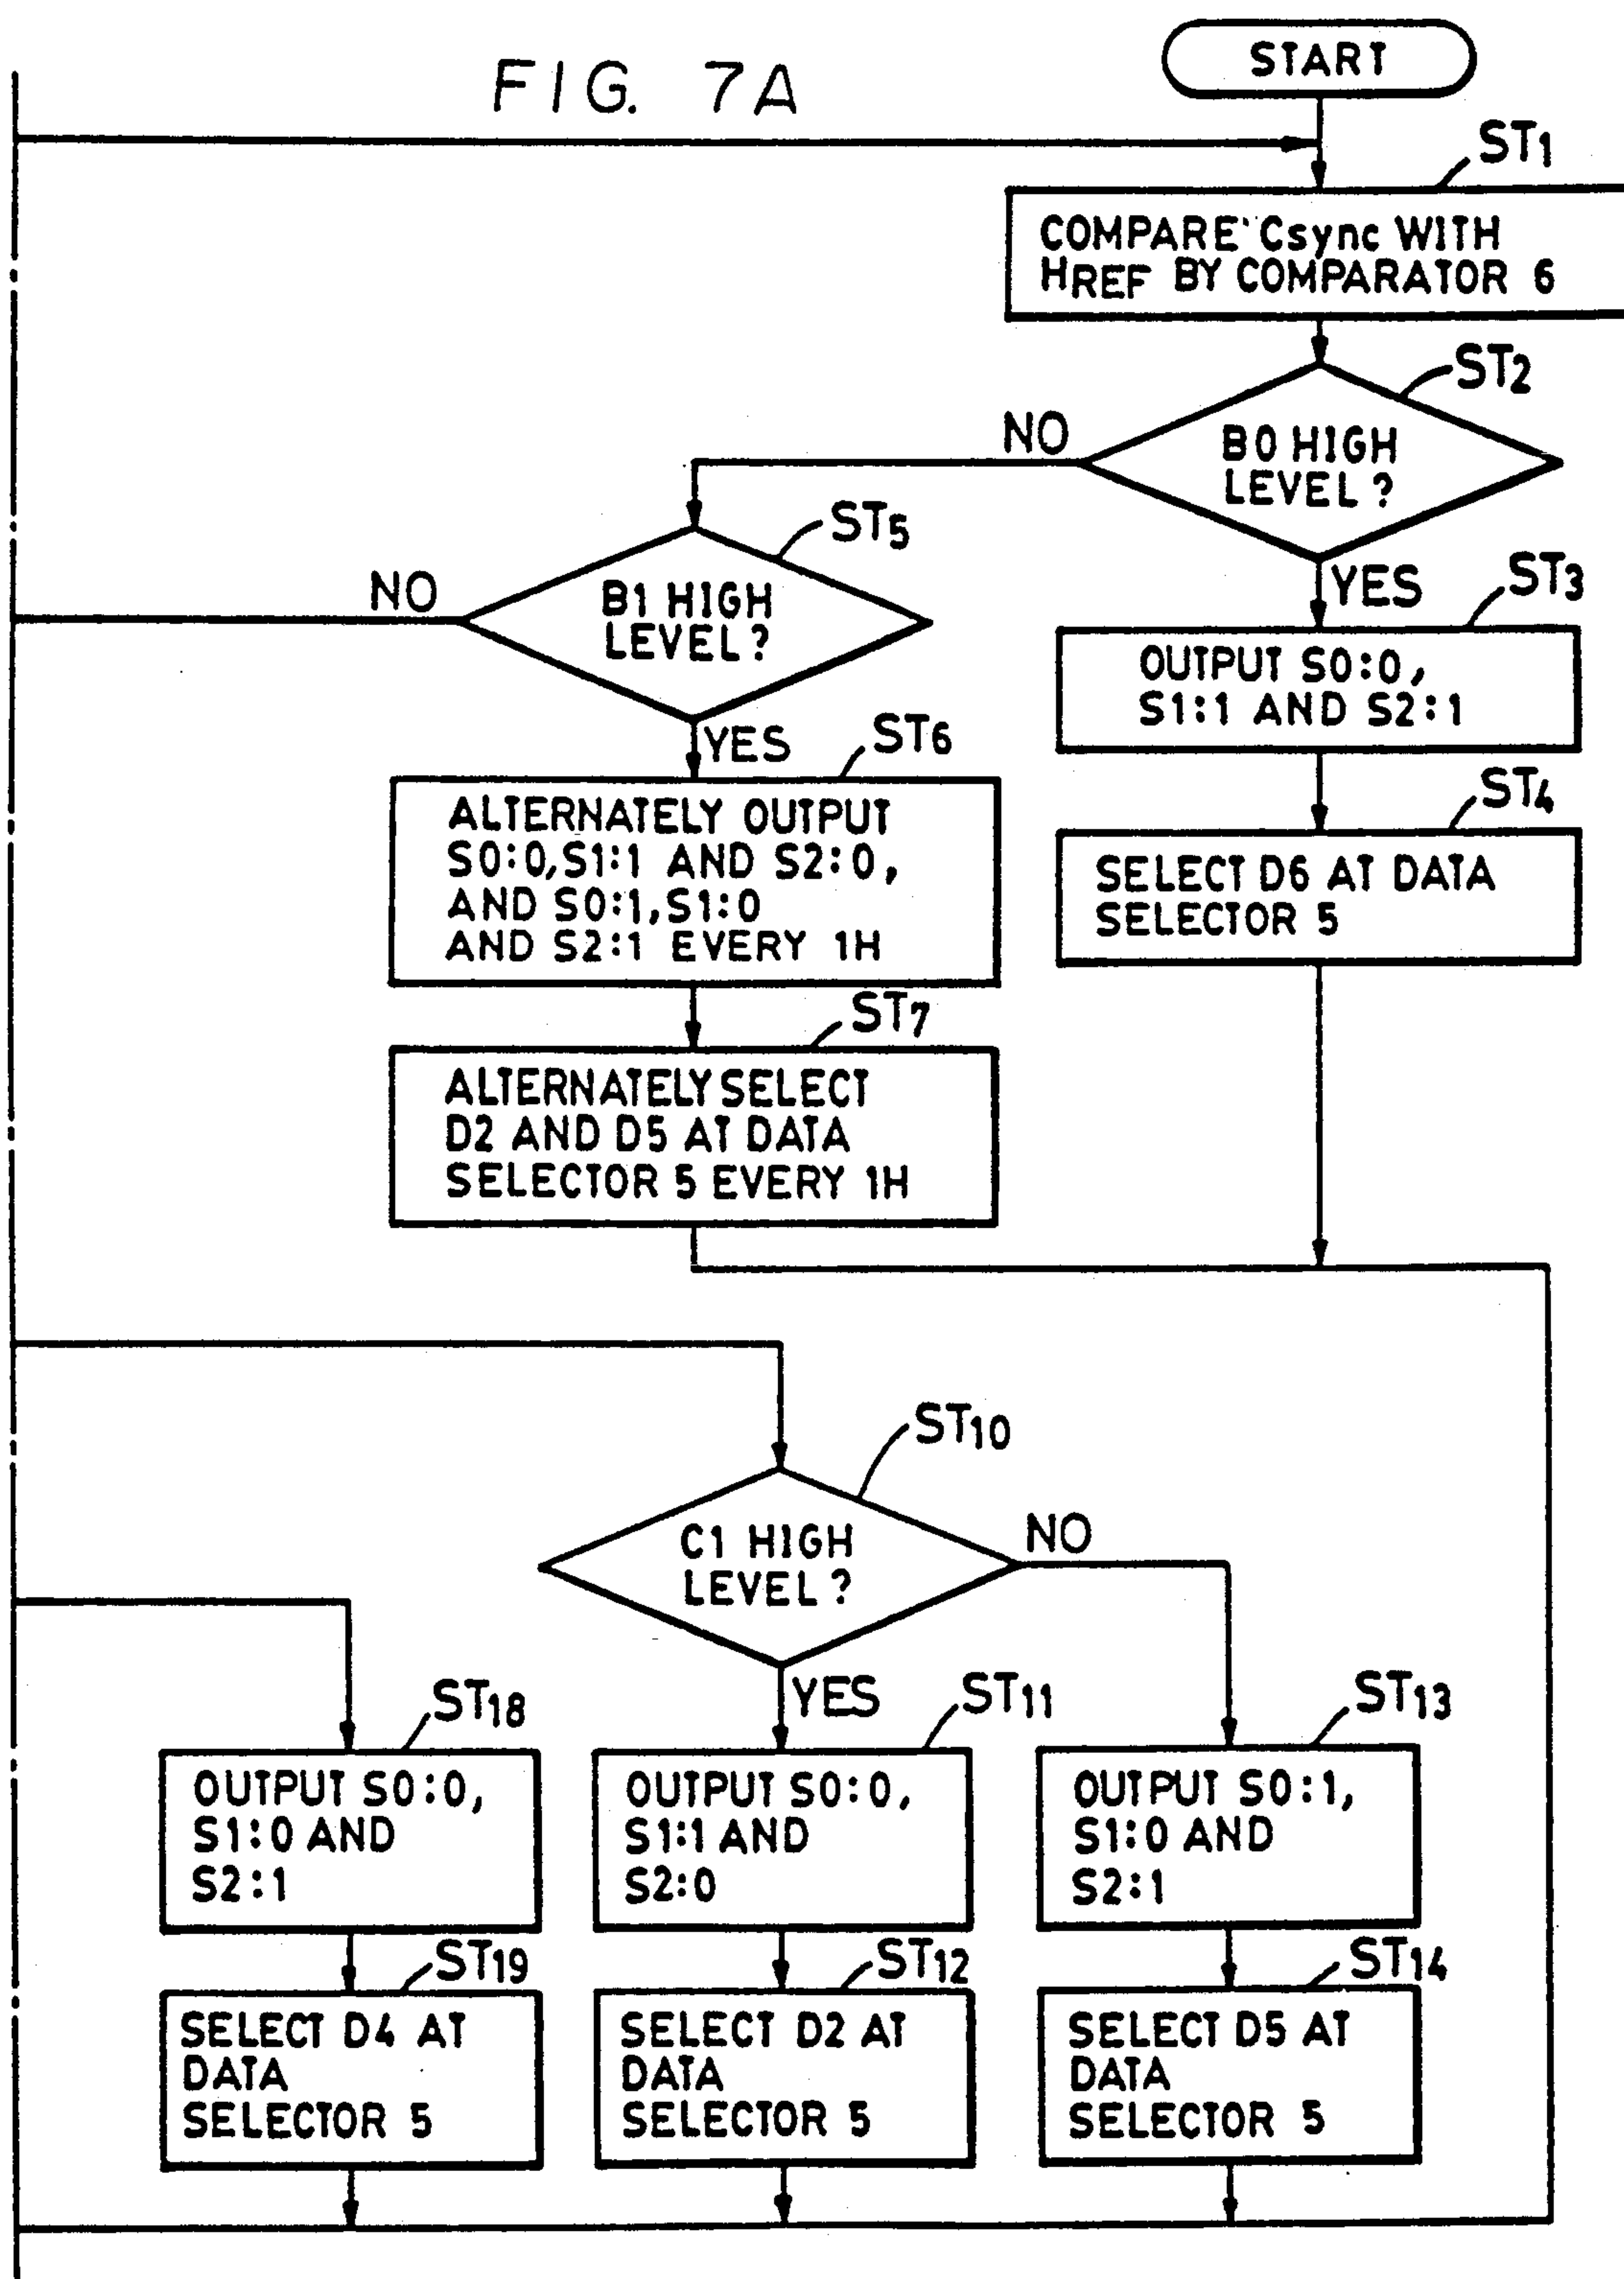 FIG. 7A
START
ST1
COMPARE Csync WITH
HREF BY COMPARATOR 6
ST2
B0 HIGH
LEVEL?
NO
YES
ST3
OUTPUT S0:0,
S1:1 AND S2:1
ST4
SELECT D6 AT DATA
SELECTOR 5
ST5
B1 HIGH
LEVEL?
NO
YES
ST6
ALTERNATELY OUTPUT
S0:0,S1:1 AND S2:0,
AND S0:1,S1:0
AND S2:1 EVERY 1H
ST7
ALTERNATELY SELECT
D2 AND D5 AT DATA
SELECTOR 5 EVERY 1H
ST10
C1 HIGH
LEVEL?
NO
YES
ST18
OUTPUT S0:0,
S1:0 AND
S2:1
ST11
OUTPUT S0:0,
S1:1 AND
S2:0
ST13
OUTPUT S0:1,
S1:0 AND
S2:1
ST19
SELECT D4 AT
DATA
SELECTOR 5
ST12
SELECT D2 AT
DATA
SELECTOR 5
ST14
SELECT D5 AT
DATA
SELECTOR 5